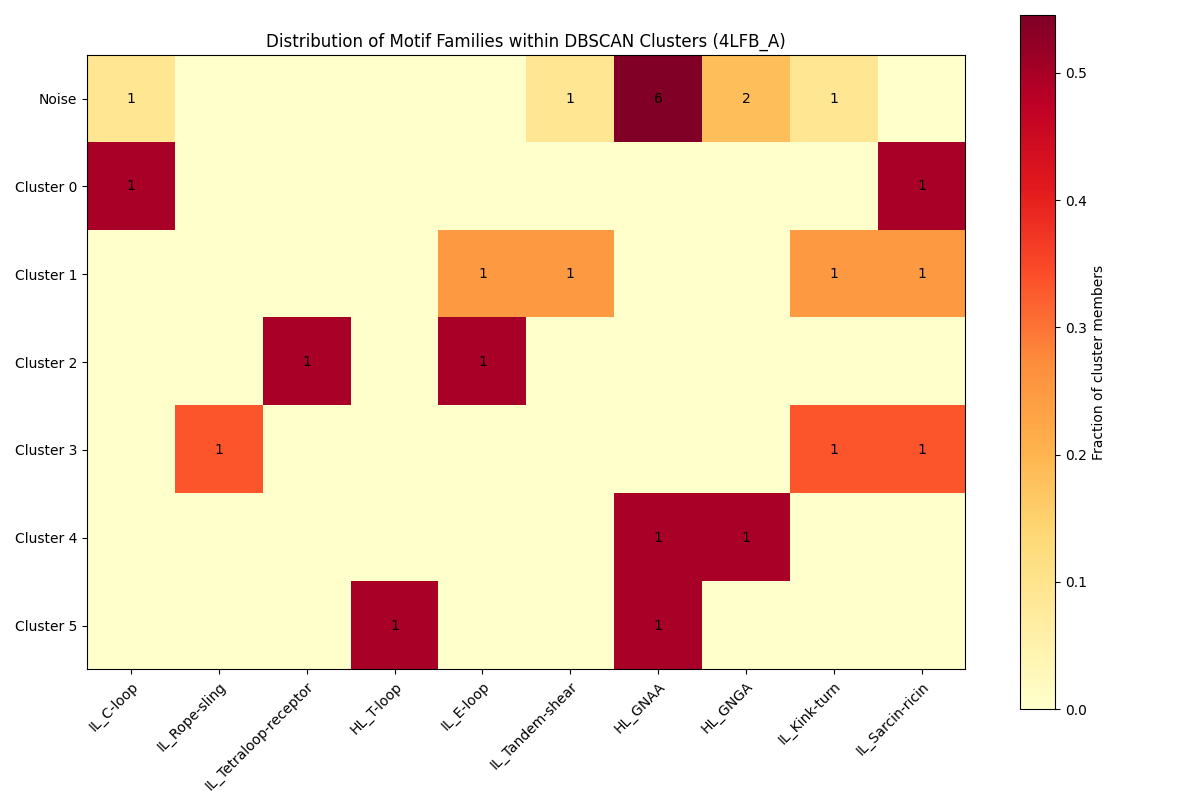 Distribution of Motif Families within DBSCAN Clusters (4LFB_A)
Noise 1 1 6 2 1
Cluster 0 1 1
Cluster 1 1 1 1 1
Cluster 2 1 1
Cluster 3 1 1 1
Cluster 4 1 1
Cluster 5 1 1
IL_C-loop
IL_Rope-sling
IL_Tetraloop-receptor
HL_T-loop
IL_E-loop
IL_Tandem-shear
HL_GNAA
HL_GNGA
IL_Kink-turn
IL_Sarcin-ricin
0.5
0.4
0.3
0.2
0.1
0.0
Fraction of cluster members